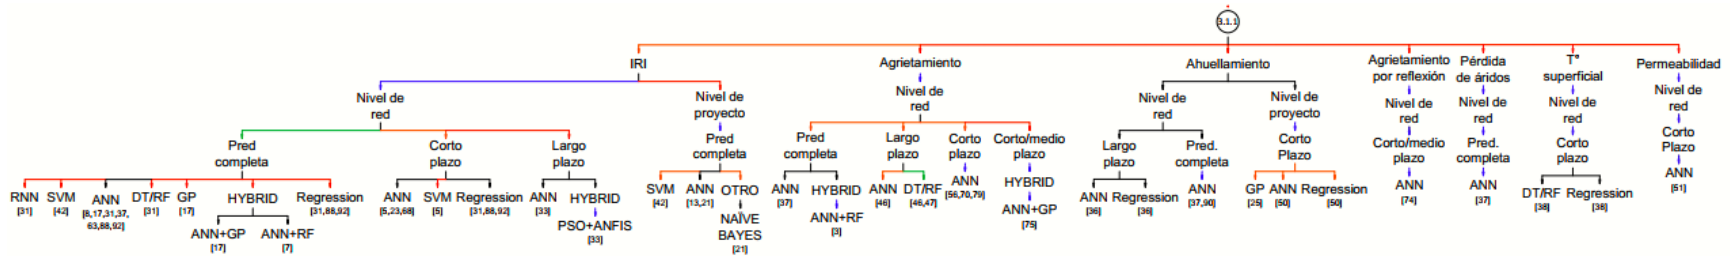 3.1.1
IRI
Agrietamiento
Ahuellamiento
Agrietamiento
por reflexión
Pérdida
de áridos
Tª
superficial
Permeabilidad
Nivel de
red
Nivel de
proyecto
Nivel de
red
Nivel de
red
Nivel de
proyecto
Nivel de
red
Nivel de
red
Nivel de
red
Nivel de
red
Pred
completa
Corto
plazo
Largo
plazo
Pred
completa
Pred
completa
Largo
plazo
Corto
plazo
Corto/medio
plazo
Largo
plazo
Pred.
completa
Corto
Plazo
Corto/medio
plazo
Pred.
completa
Corto
plazo
Corto
Plazo
RNN
[31]
SVM
[42]
ANN
[8,17,31,37,
63,88,92]
DT/RF
[31]
GP
[17]
HYBRID
ANN+GP
[17]
ANN+RF
[7]
Regression
[31,88,92]
ANN
[5,23,68]
SVM
[5]
Regression
[31,88,92]
ANN
[33]
HYBRID
PSO+ANFIS
[33]
SVM
[42]
ANN
[13,21]
OTRO
NAÏVE
BAYES
[21]
ANN
[37]
HYBRID
ANN+RF
[3]
ANN
[46]
DT/RF
[46,47]
ANN
[56,70,79]
HYBRID
ANN+GP
[75]
ANN
[36]
Regression
[36]
ANN
[37,90]
GP
[25]
ANN
[50]
Regression
[50]
ANN
[74]
ANN
[37]
DT/RF
[38]
Regression
[38]
ANN
[51]